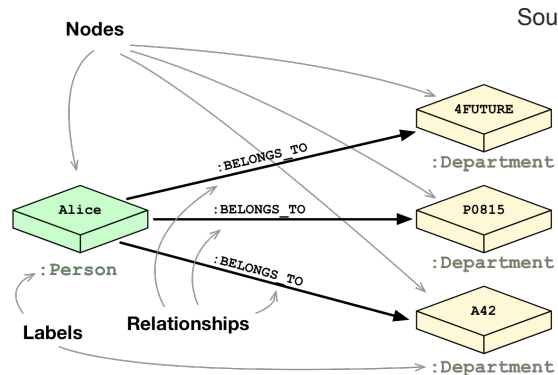 Sou
Nodes
4FUTURE
:BELONGS_TO
:Department
Alice
:BELONGS_TO
P0815
:Person
:BELONGS_TO
:Department
A42
Labels
Relationships
:Department